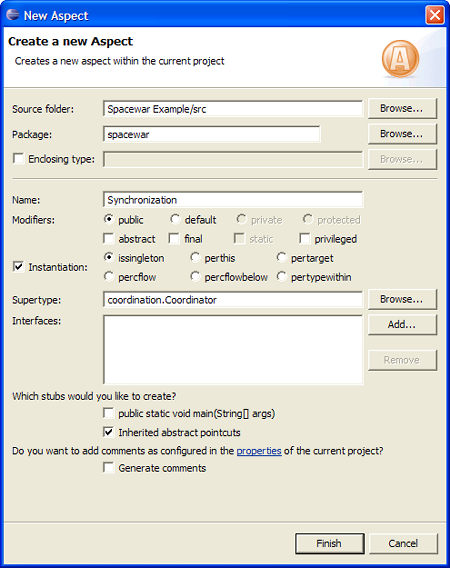 New Aspect
Create a new Aspect
Creates a new aspect within the current project
A
Source folder: Spacewar Example/src Browse...
Package: spacewar Browse...
Enclosing type: Browse...
Name: Synchronization
Modifiers: public default private protected
abstract final static privileged
Instantiation: issingleton perthis pertarget
percflow percflowbelow pertypewithin
Supertype: coordination.Coordinator Browse...
Interfaces: Add...
Remove
Which stubs would you like to create?
public static void main(String[] args)
Inherited abstract pointcuts
Do you want to add comments as configured in the properties of the current project?
Generate comments
Finish Cancel